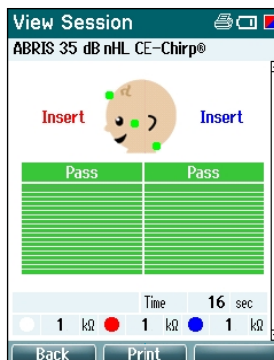 View Session
ABRIS 35 dB nHL CE-Chirp®
Insert Insert
Pass Pass
Time 16 sec
1 kΩ 1 kΩ 1 kΩ
Back Print